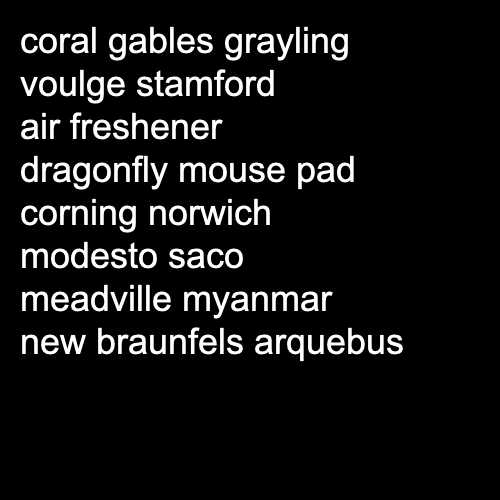 coral gables grayling
voulge stamford
air freshener
dragonfly mouse pad
corning norwich
modesto saco
meadville myanmar
new braunfels arquebus